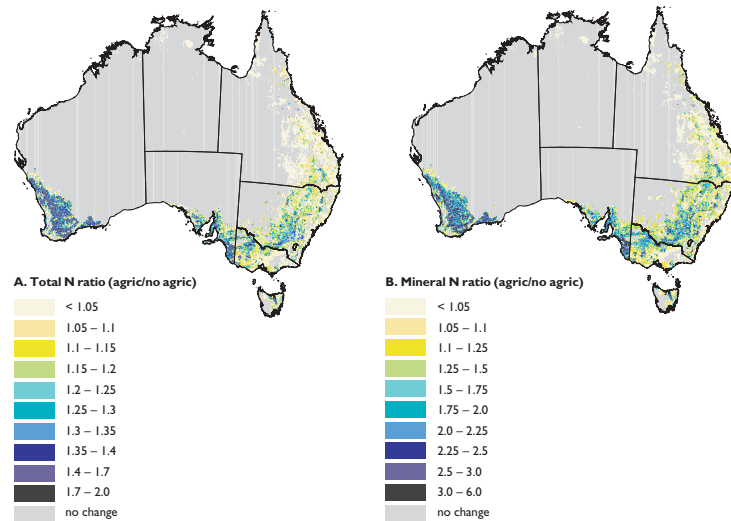 A. Total N ratio (agric/no agric)
< 1.05
1.05 – 1.1
1.1 – 1.15
1.15 – 1.2
1.2 – 1.25
1.25 – 1.3
1.3 – 1.35
1.35 – 1.4
1.4 – 1.7
1.7 – 2.0
no change
B. Mineral N ratio (agric/no agric)
< 1.05
1.05 – 1.1
1.1 – 1.25
1.25 – 1.5
1.5 – 1.75
1.75 – 2.0
2.0 – 2.25
2.25 – 2.5
2.5 – 3.0
3.0 – 6.0
no change